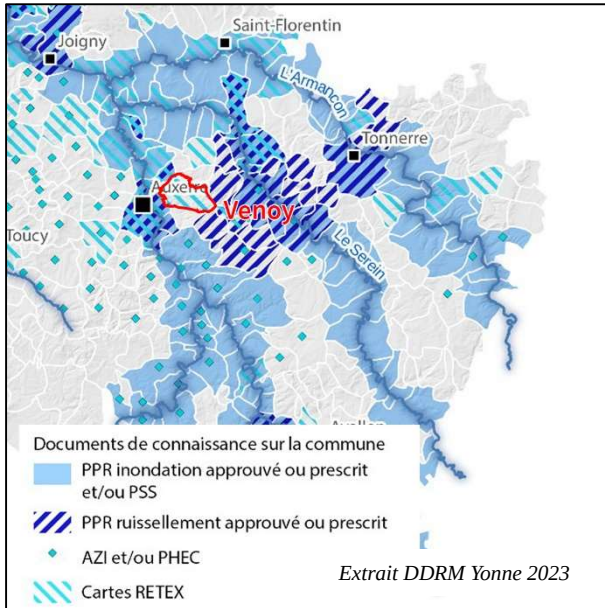 Saint-Florentin
Joigny
L'Armançon
Tonnerre
Auxerre
Venoy
Toucy
Le Serein
Documents de connaissance sur la commune
PPR inondation approuvé ou prescrit
et/ou PSS
PPR ruissellement approuvé ou prescrit
AZI et/ou PHEC
Cartes RETEX
Extrait DDRM Yonne 2023